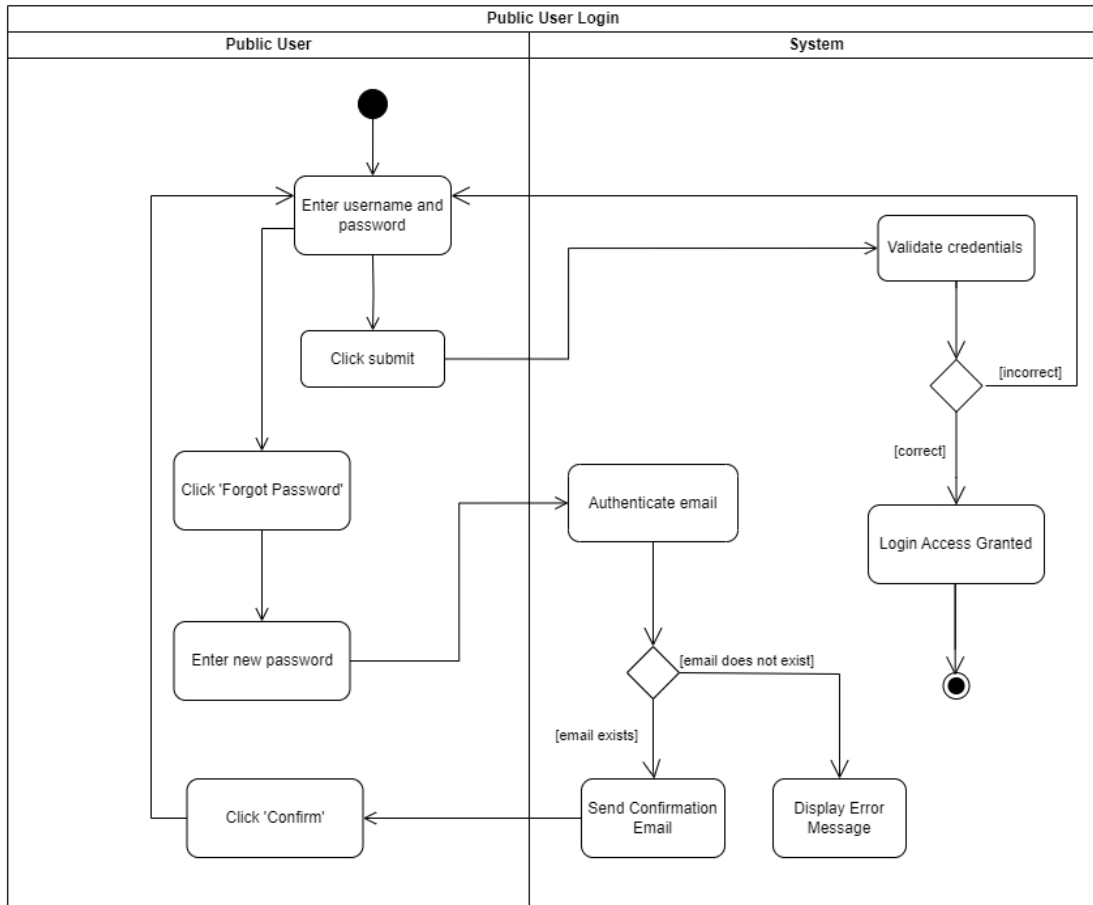 Public User Login
Public User
System
Enter username and
password
Validate credentials
Click submit
[incorrect]
[correct]
Click 'Forgot Password'
Authenticate email
Login Access Granted
Enter new password
[email does not exist]
[email exists]
Click 'Confirm'
Send Confirmation
Email
Display Error
Message